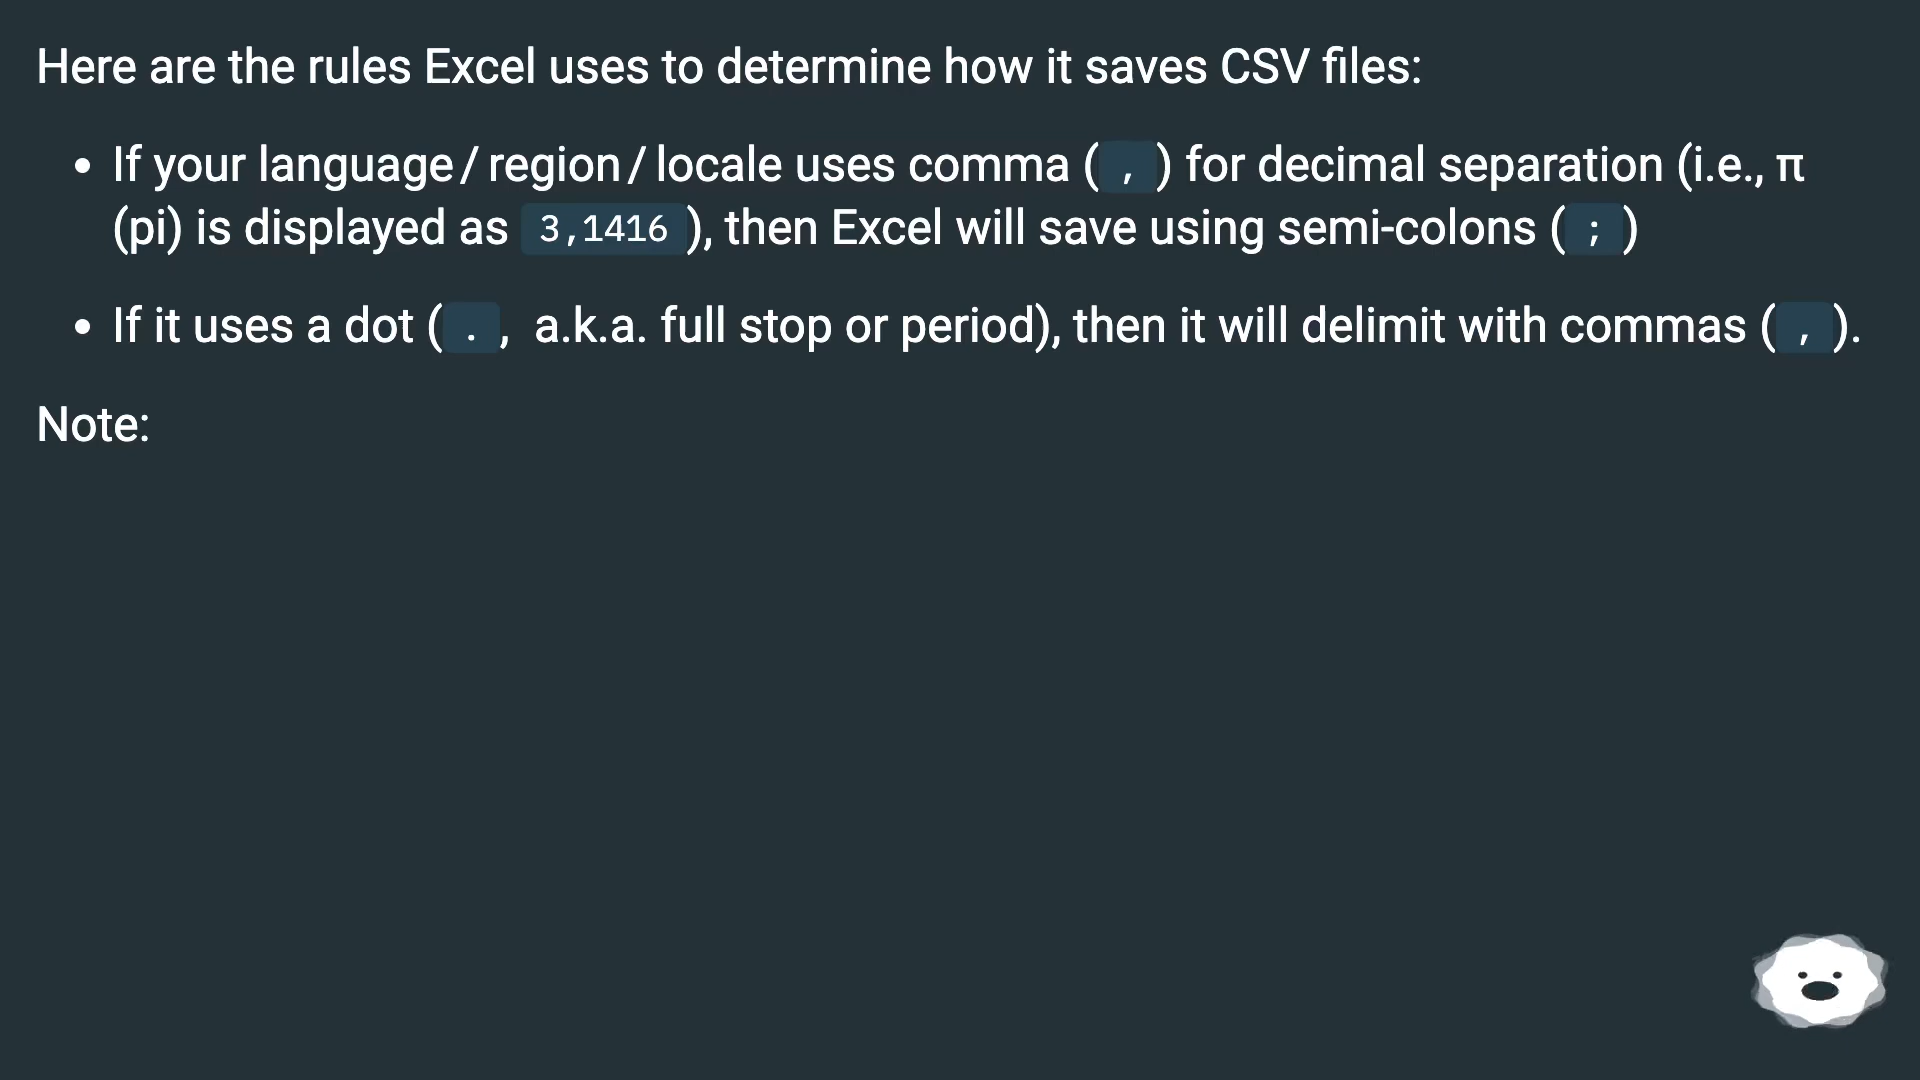 Here are the rules Excel uses to determine how it saves CSV files:
• If your language / region / locale uses comma ( , ) for decimal separation (i.e., π
(pi) is displayed as 3,1416 ), then Excel will save using semi-colons ( ; )
• If it uses a dot ( . , a.k.a. full stop or period), then it will delimit with commas ( , ).
Note: